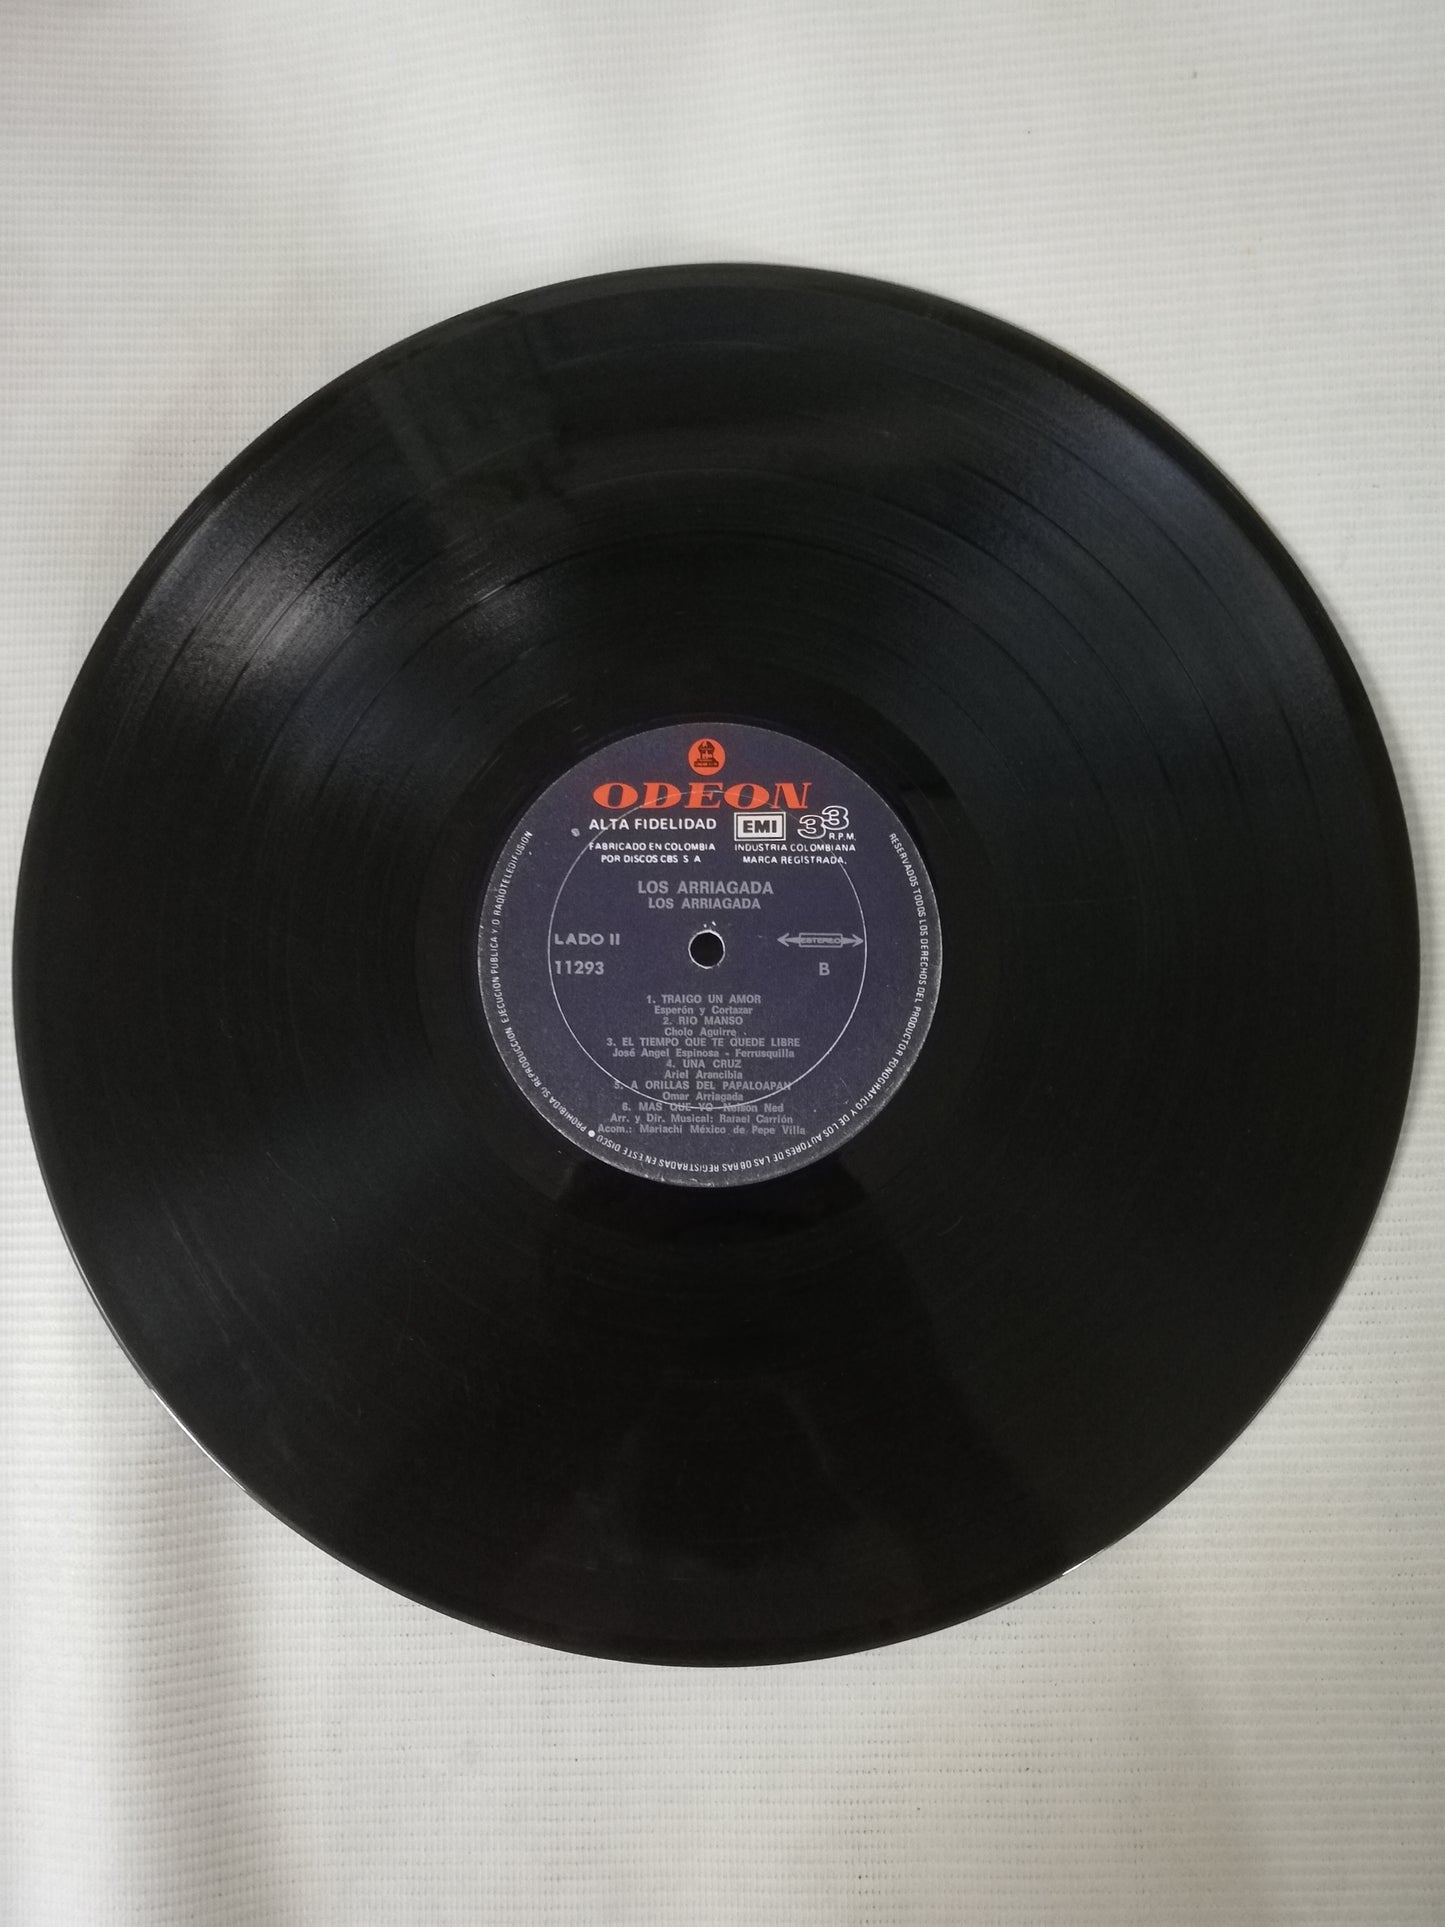 ODEON
ALTA FIDELIDAD EMI 33 R.P.M.
FABRICADO EN COLOMBIA INDUSTRIA COLOMBIANA
POR DISCOS CBS S A MARCA REGISTRADA.
LOS ARRIAGADA
LOS ARRIAGADA
LADO II ESTEREO
11293 B
1. TRAIGO UN AMOR
Esperón y Cortazar
2. RIO MANSO
Cholo Aguirre
3. EL TIEMPO QUE TE QUEDE LIBRE
José Angel Espinosa - Ferrusquilla
4. UNA CRUZ
Ariel Arancibia
5. A ORILLAS DEL PAPALOAPAN
Omar Arriagada
6. MAS QUE YO Nelson Ned
Arr. y Dir. Musical: Rafael Carrión
Acom.: Mariachi México de Pepe Villa
RESERVADOS TODOS LOS DERECHOS DEL PRODUCTOR FONOGRAFICO Y DE LOS AUTORES DE LAS OBRAS REGISTRADAS EN ESTE DISCO ● PROHIBIDA SU REPRODUCCION EJECUCION PUBLICA Y O RADIOTELEDIFUSION